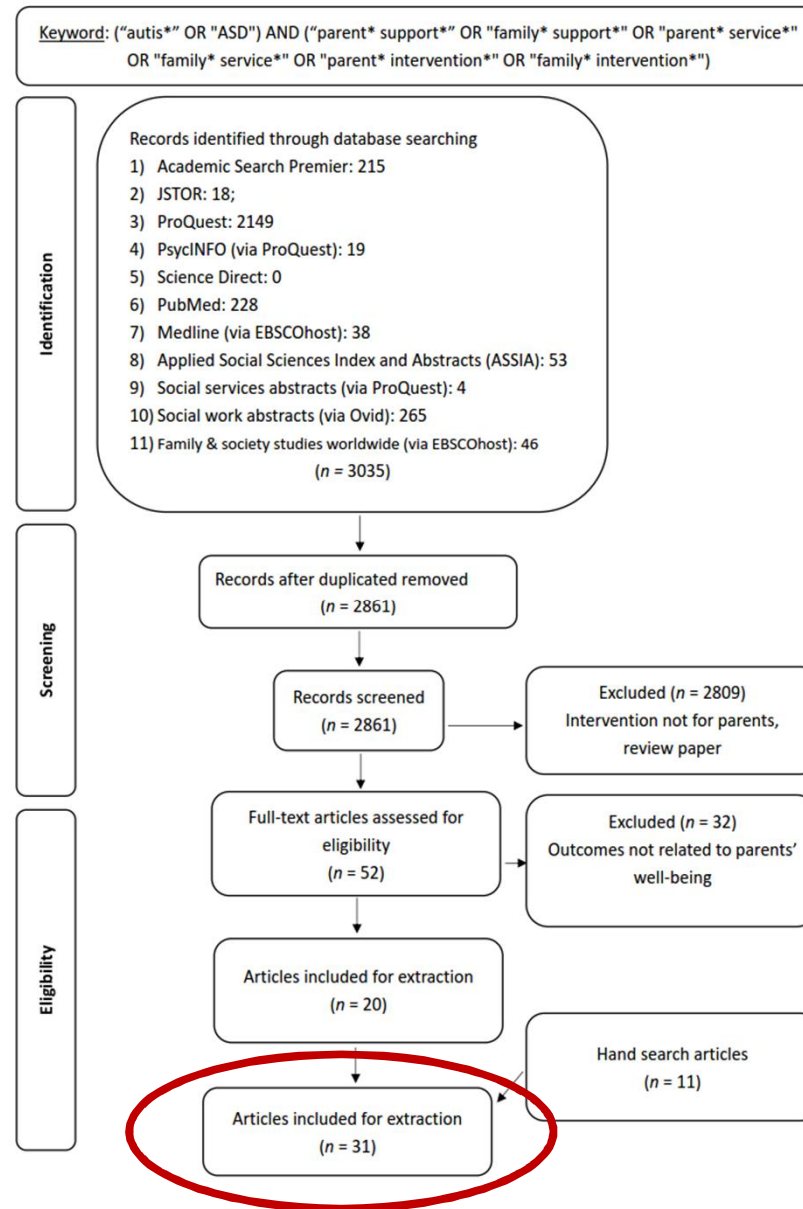 Keyword: (“autis*” OR "ASD") AND (“parent* support*” OR "family* support*" OR "parent* service*"
OR "family* service*" OR "parent* intervention*" OR "family* intervention*")
Identification
Records identified through database searching
1) Academic Search Premier: 215
2) JSTOR: 18;
3) ProQuest: 2149
4) PsycINFO (via ProQuest): 19
5) Science Direct: 0
6) PubMed: 228
7) Medline (via EBSCOhost): 38
8) Applied Social Sciences Index and Abstracts (ASSIA): 53
9) Social services abstracts (via ProQuest): 4
10) Social work abstracts (via Ovid): 265
11) Family & society studies worldwide (via EBSCOhost): 46
(n = 3035)
Screening
Records after duplicated removed
(n = 2861)
Records screened
(n = 2861)
Excluded (n = 2809)
Intervention not for parents,
review paper
Eligibility
Full-text articles assessed for
eligibility
(n = 52)
Excluded (n = 32)
Outcomes not related to parents’
well-being
Articles included for extraction
(n = 20)
Hand search articles
(n = 11)
Articles included for extraction
(n = 31)